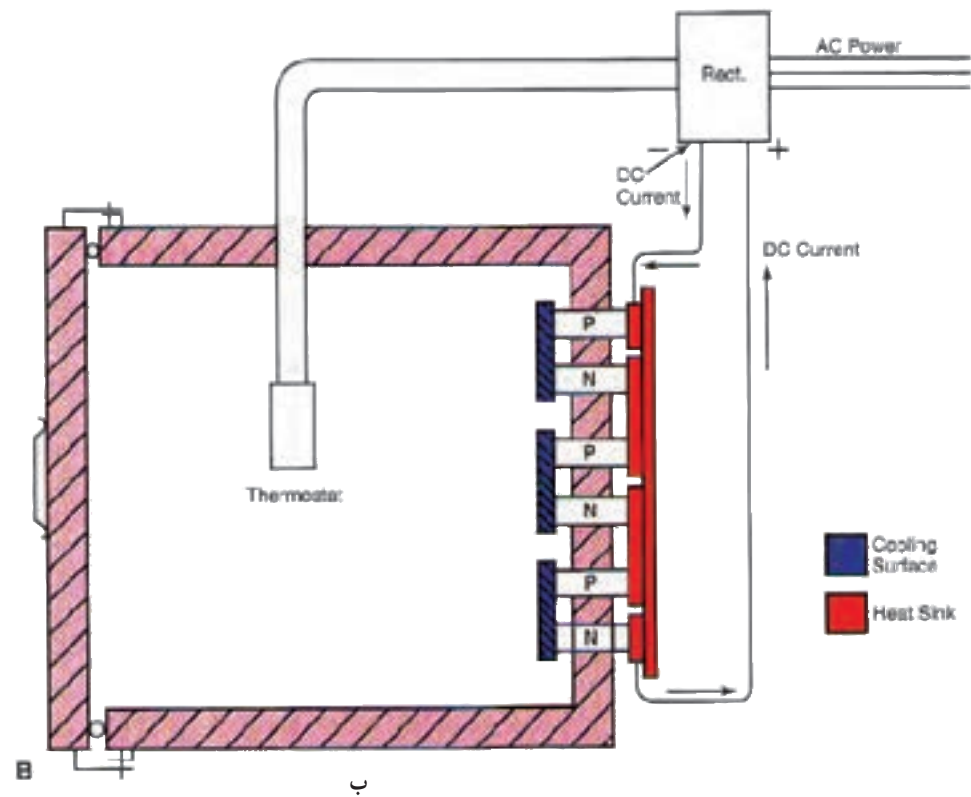 AC Power
Rect.
− +
DC
Current
DC Current
P
N
P
N
P
N
Thermostat
Cooling
Surface
Heat Sink
B
ب